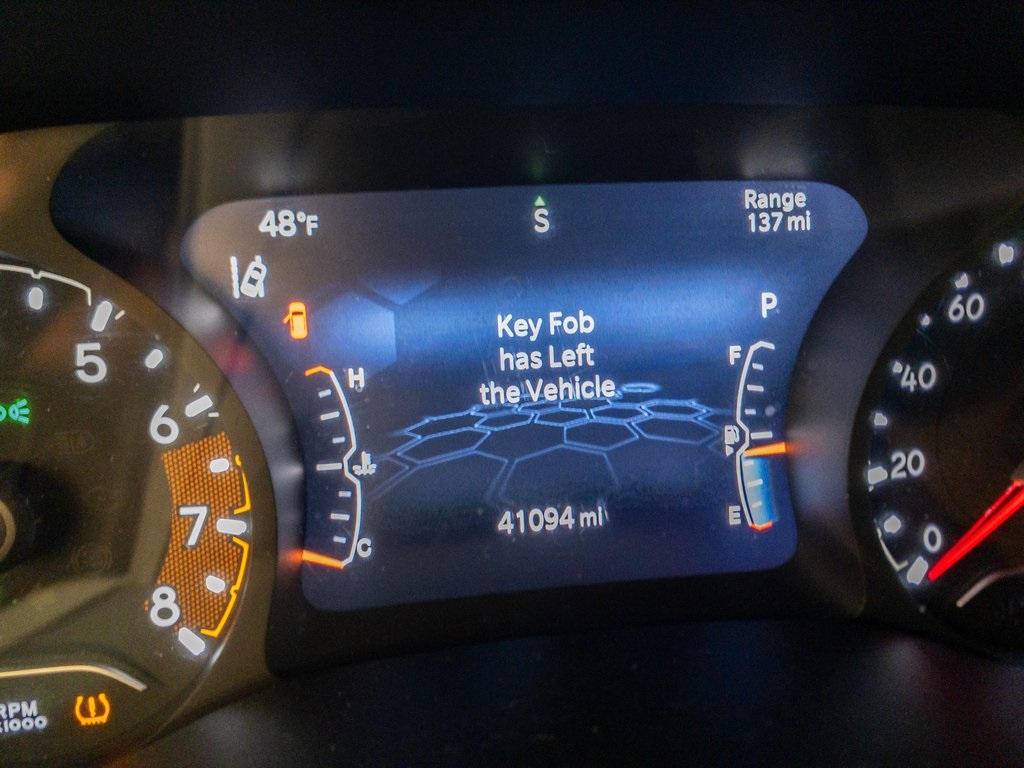 48°F
S
Range
137 mi
P
Key Fob
has Left
the Vehicle
H
C
F
E
41094 mi
5
6
7
8
RPM
x1000
60
40
20
0